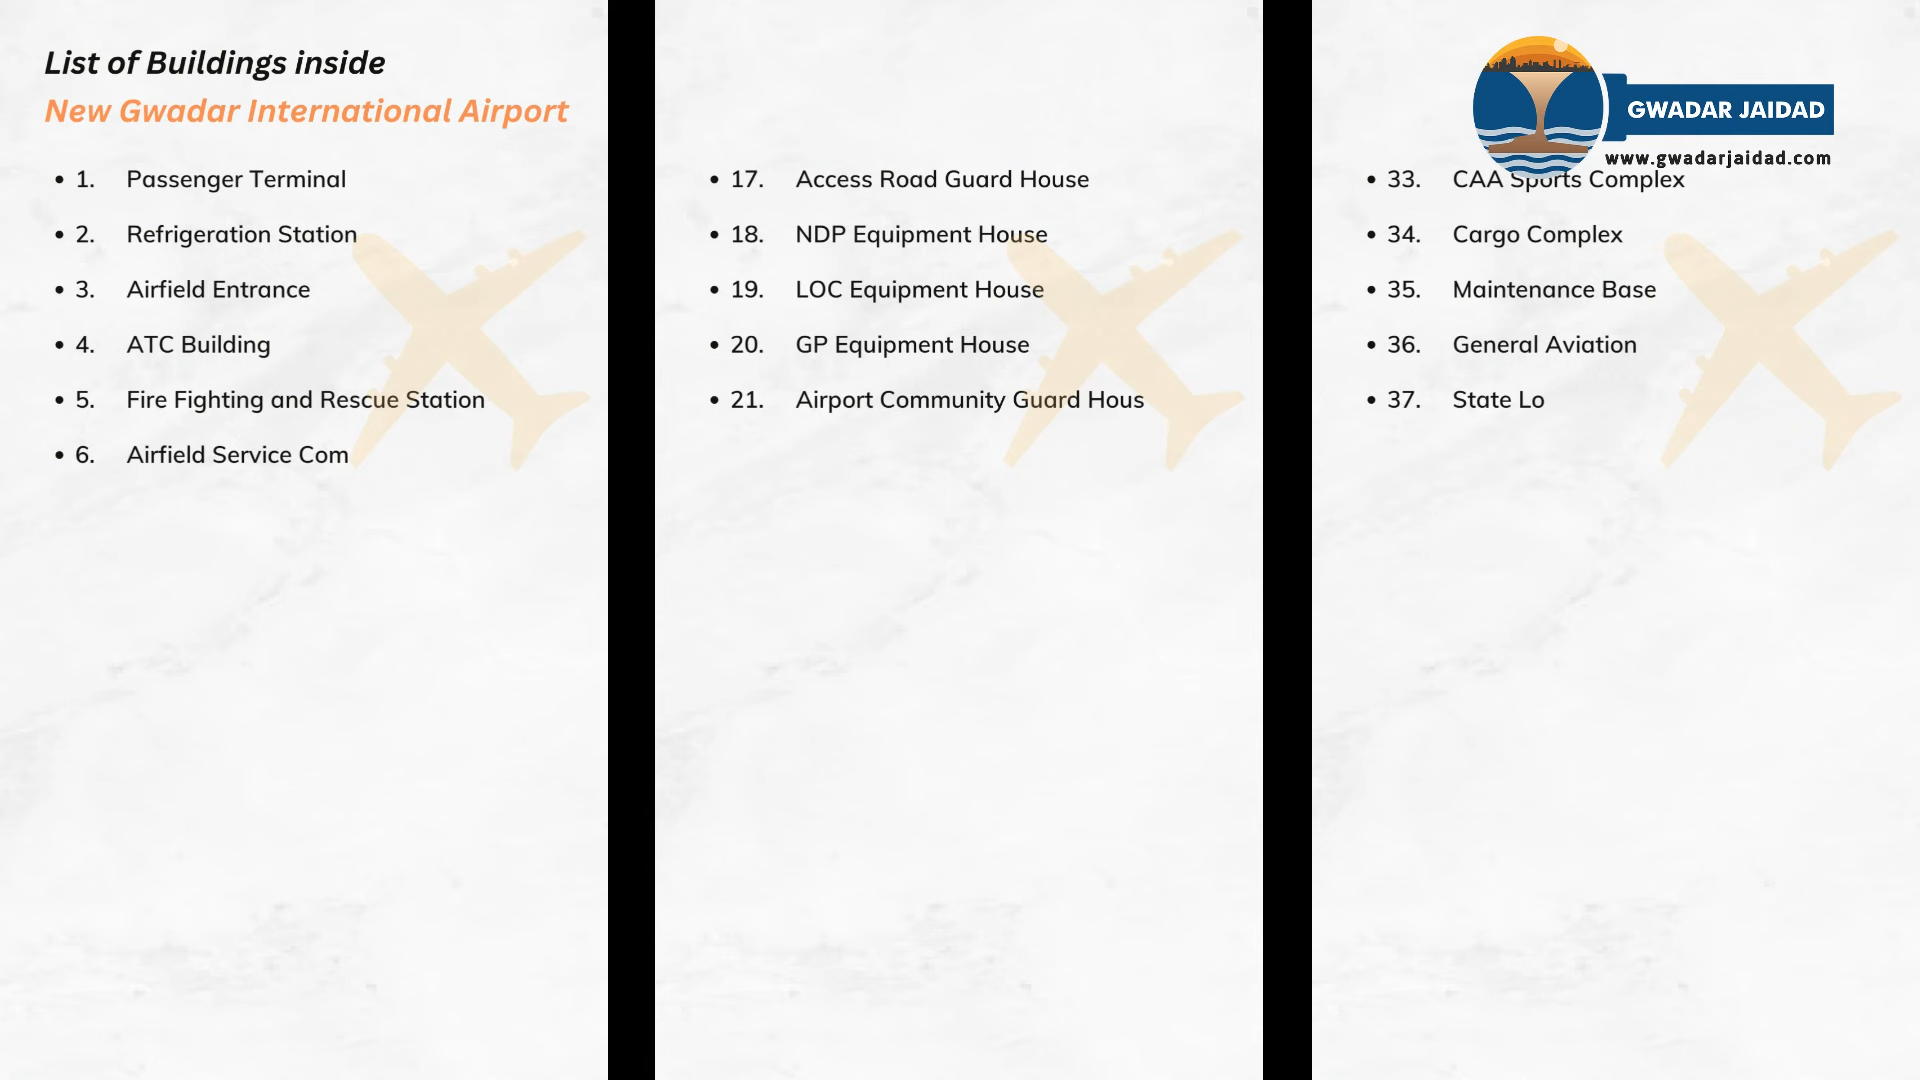 List of Buildings inside
New Gwadar International Airport
• 1. Passenger Terminal
• 2. Refrigeration Station
• 3. Airfield Entrance
• 4. ATC Building
• 5. Fire Fighting and Rescue Station
• 6. Airfield Service Com
• 17. Access Road Guard House
• 18. NDP Equipment House
• 19. LOC Equipment House
• 20. GP Equipment House
• 21. Airport Community Guard Hous
GWADAR JAIDAD
www.gwadarjaidad.com
• 33. CAA Sports Complex
• 34. Cargo Complex
• 35. Maintenance Base
• 36. General Aviation
• 37. State Lo